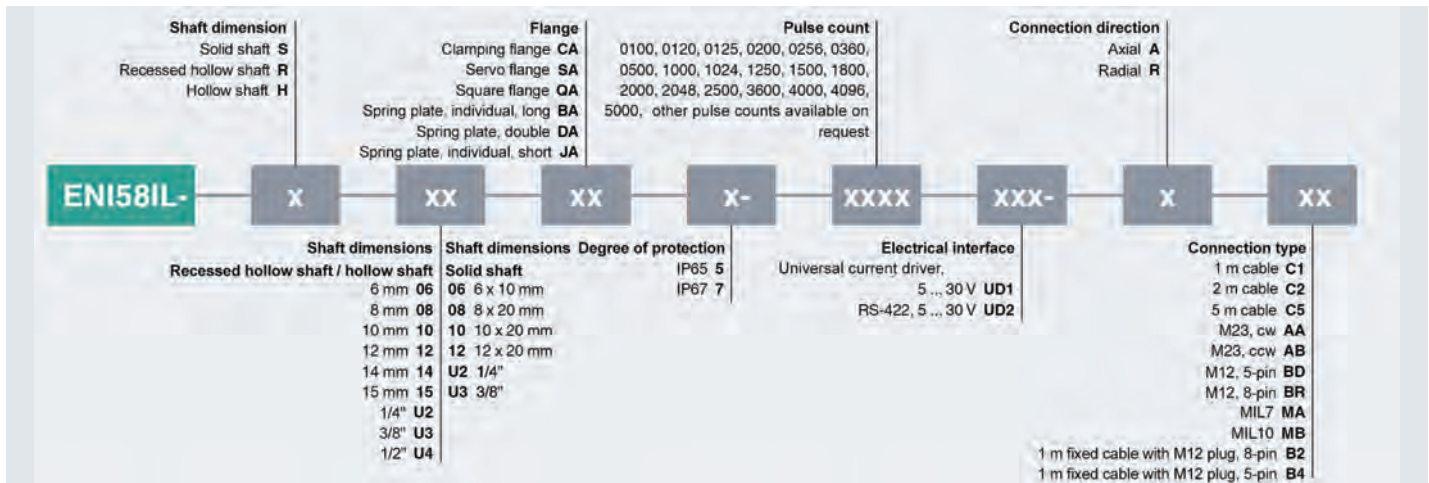 Shaft dimension
Solid shaft S
Recessed hollow shaft R
Hollow shaft H
Flange
Clamping flange CA
Servo flange SA
Square flange QA
Spring plate, individual, long BA
Spring plate, double DA
Spring plate, individual, short JA
Pulse count
0100, 0120, 0125, 0200, 0256, 0360,
0500, 1000, 1024, 1250, 1500, 1800,
2000, 2048, 2500, 3600, 4000, 4096,
5000, other pulse counts available on
request
Connection direction
Axial A
Radial R
ENI58IL- x xx xx x- xxxx xxx- x xx
Shaft dimensions
Recessed hollow shaft / hollow shaft
6 mm 06
8 mm 08
10 mm 10
12 mm 12
14 mm 14
15 mm 15
1/4" U2
3/8" U3
1/2" U4
Shaft dimensions
Solid shaft
06 6 x 10 mm
08 8 x 20 mm
10 10 x 20 mm
12 12 x 20 mm
U2 1/4"
U3 3/8"
Degree of protection
IP65 5
IP67 7
Electrical interface
Universal current driver,
5 ... 30 V UD1
RS-422, 5 ... 30 V UD2
Connection type
1 m cable C1
2 m cable C2
5 m cable C5
M23, cw AA
M23, ccw AB
M12, 5-pin BD
M12, 8-pin BR
MIL7 MA
MIL10 MB
1 m fixed cable with M12 plug, 8-pin B2
1 m fixed cable with M12 plug, 5-pin B4